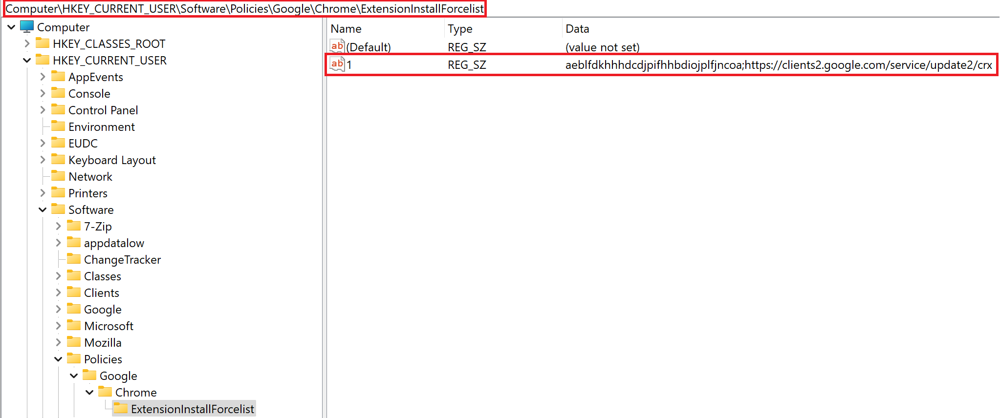 Computer\HKEY_CURRENT_USER\Software\Policies\Google\Chrome\ExtensionInstallForcelist
Computer
HKEY_CLASSES_ROOT
HKEY_CURRENT_USER
AppEvents
Console
Control Panel
Environment
EUDC
Keyboard Layout
Network
Printers
Software
7-Zip
appdatalow
ChangeTracker
Classes
Clients
Google
Microsoft
Mozilla
Policies
Google
Chrome
ExtensionInstallForcelist
Name Type Data
ab (Default) REG_SZ (value not set)
ab 1 REG_SZ aeblfdkhhhdcdjpifhhbdiojplfjncoa;https://clients2.google.com/service/update2/crx